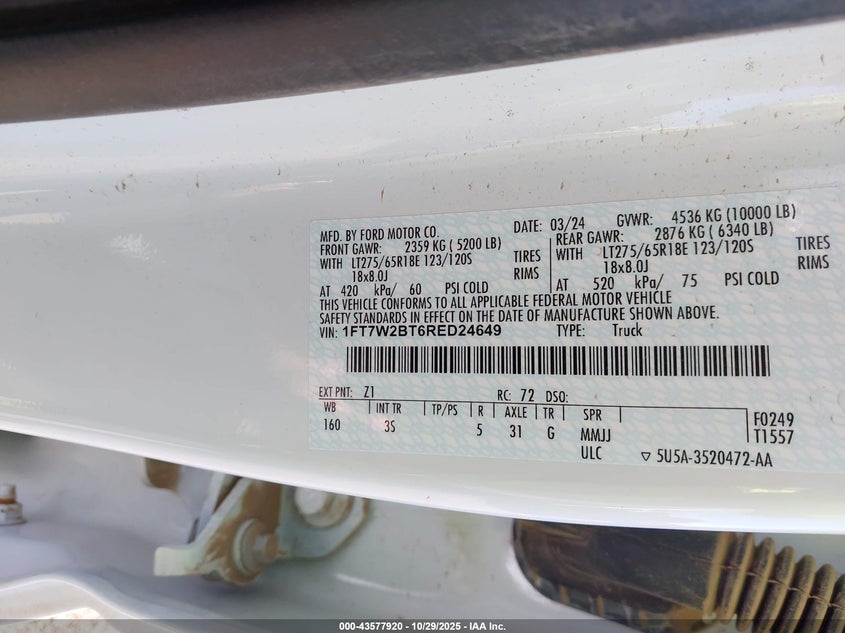 MFD. BY FORD MOTOR CO. DATE: 03/24 GVWR: 4536 KG (10000 LB)
FRONT GAWR: 2359 KG ( 5200 LB) REAR GAWR: 2876 KG ( 6340 LB)
WITH LT275/65R18E 123/120S TIRES WITH LT275/65R18E 123/120S TIRES
18x8.0J RIMS 18x8.0J RIMS
AT 420 kPa/ 60 PSI COLD AT 520 kPa/ 75 PSI COLD
THIS VEHICLE CONFORMS TO ALL APPLICABLE FEDERAL MOTOR VEHICLE
SAFETY STANDARDS IN EFFECT ON THE DATE OF MANUFACTURE SHOWN ABOVE.
VIN: 1FT7W2BT6RED24649 TYPE: Truck
EXT PNT: Z1 RC: 72 DSO:
WB INT TR TP/PS R AXLE TR SPR F0249
160 3S 5 31 G MMJJ T1557
ULC ▽ 5U5A-3520472-AA
000-43577920 - 10/29/2025 - IAA Inc.